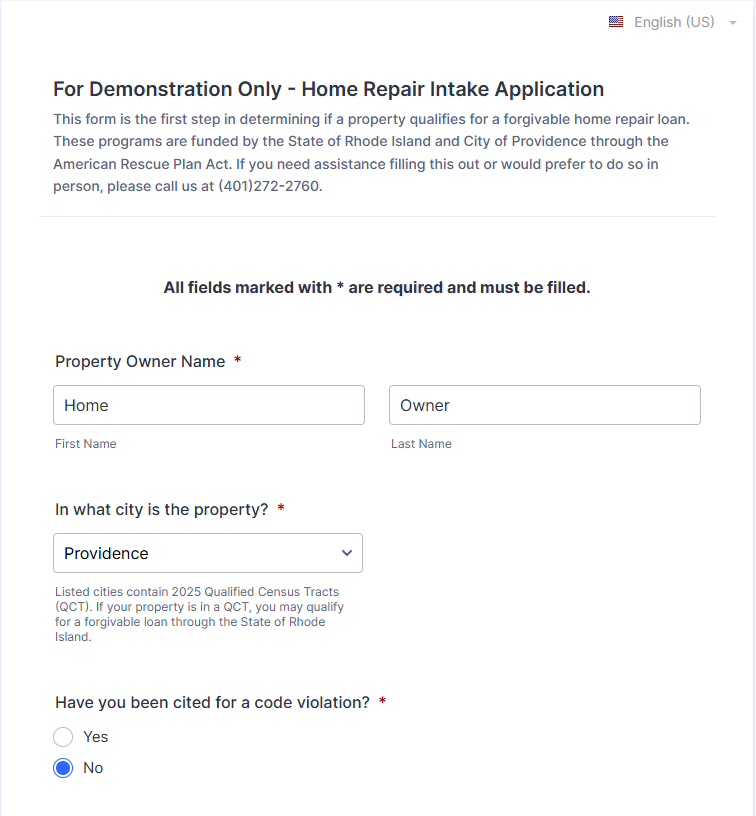 English (US)
For Demonstration Only - Home Repair Intake Application
This form is the first step in determining if a property qualifies for a forgivable home repair loan.
These programs are funded by the State of Rhode Island and City of Providence through the
American Rescue Plan Act. If you need assistance filling this out or would prefer to do so in
person, please call us at (401)272-2760.
All fields marked with * are required and must be filled.
Property Owner Name *
Home Owner
First Name Last Name
In what city is the property? *
Providence
Listed cities contain 2025 Qualified Census Tracts
(QCT). If your property is in a QCT, you may qualify
for a forgivable loan through the State of Rhode
Island.
Have you been cited for a code violation? *
Yes
No